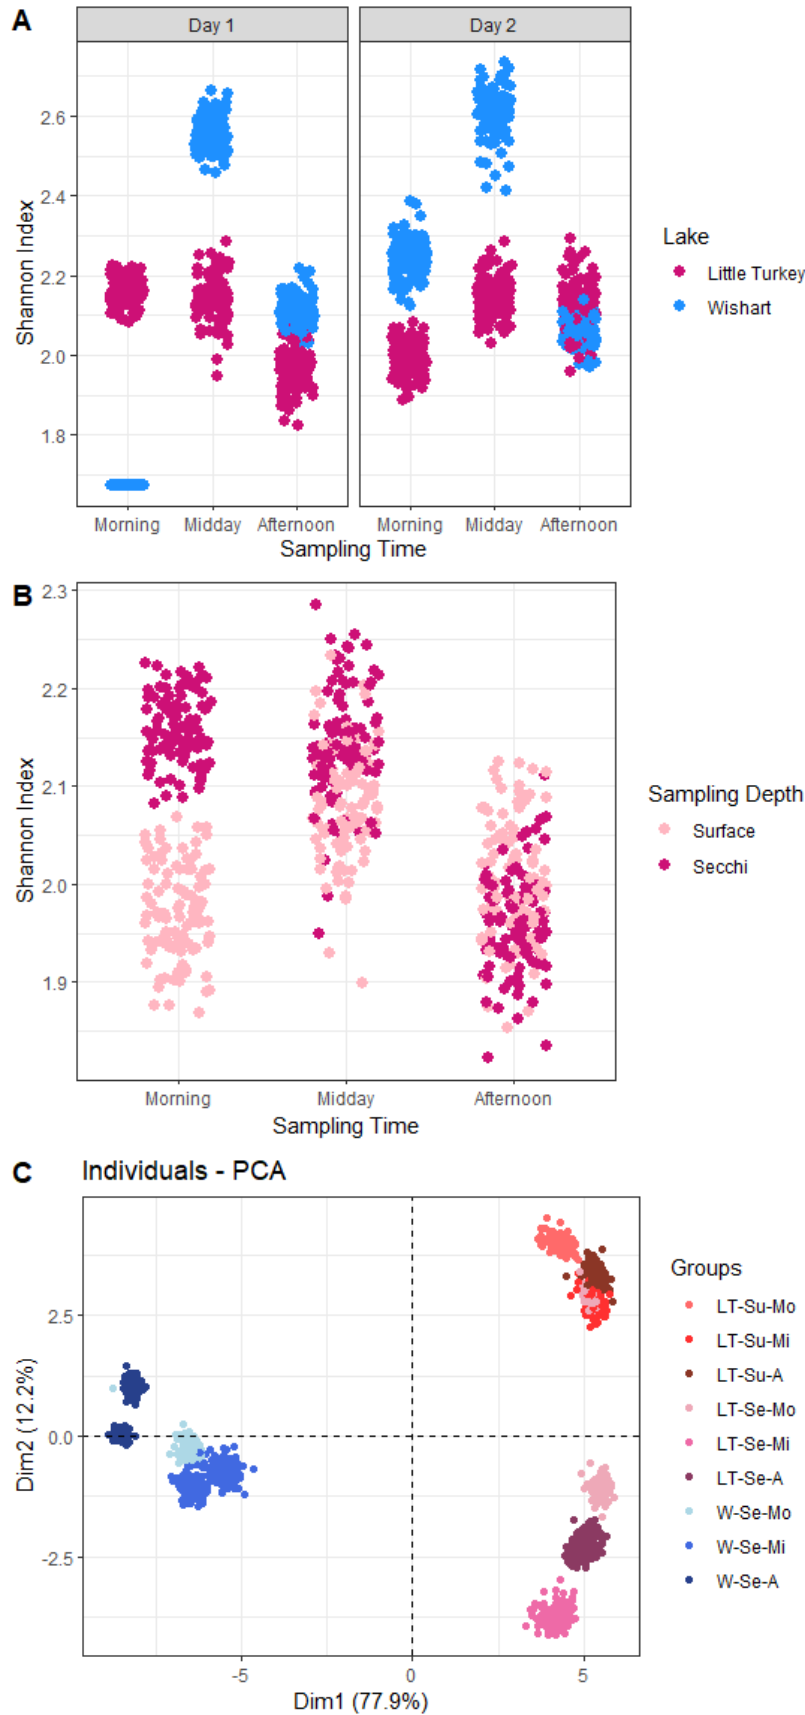 A
Day 1
Day 2
Shannon Index
2.6
2.4
2.2
2.0
1.8
Morning
Midday
Afternoon
Morning
Midday
Afternoon
Sampling Time
Lake
Little Turkey
Wishart
B
Shannon Index
2.3
2.2
2.1
2.0
1.9
Morning
Midday
Afternoon
Sampling Time
Sampling Depth
Surface
Secchi
C
Individuals - PCA
Dim2 (12.2%)
2.5
0.0
-2.5
-5
0
5
Dim1 (77.9%)
Groups
LT-Su-Mo
LT-Su-Mi
LT-Su-A
LT-Se-Mo
LT-Se-Mi
LT-Se-A
W-Se-Mo
W-Se-Mi
W-Se-A